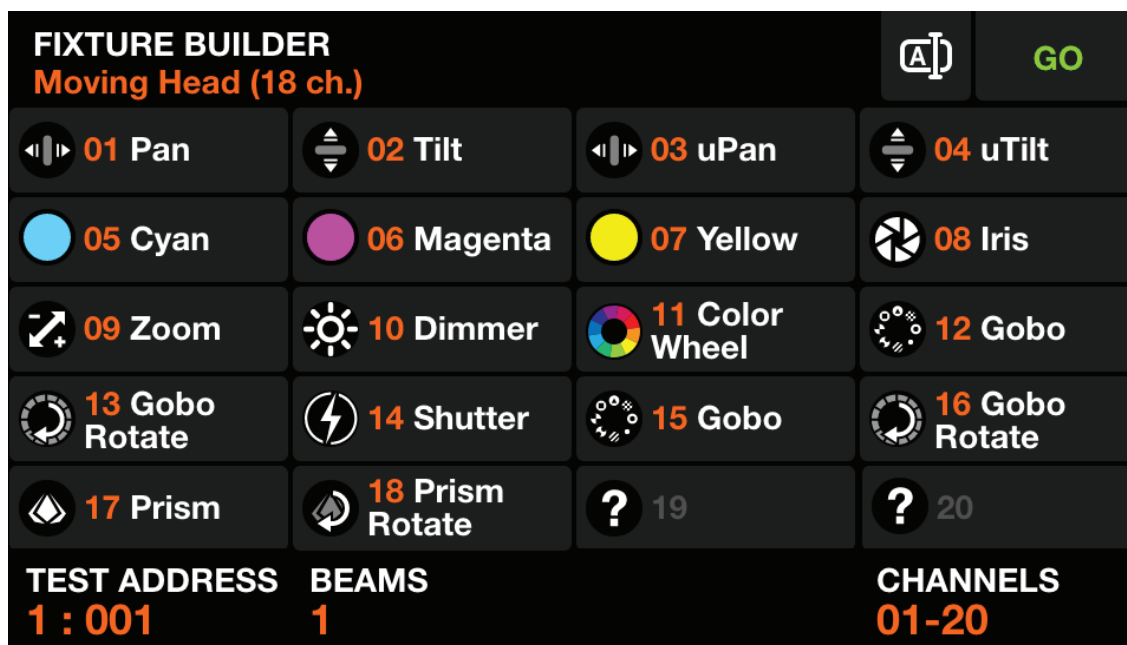 FIXTURE BUILDER
Moving Head (18 ch.)
A
GO
01 Pan
02 Tilt
03 uPan
04 uTilt
05 Cyan
06 Magenta
07 Yellow
08 Iris
09 Zoom
10 Dimmer
11 Color
Wheel
12 Gobo
13 Gobo
Rotate
14 Shutter
15 Gobo
16 Gobo
Rotate
17 Prism
18 Prism
Rotate
? 19
? 20
TEST ADDRESS
1 : 001
BEAMS
1
CHANNELS
01-20